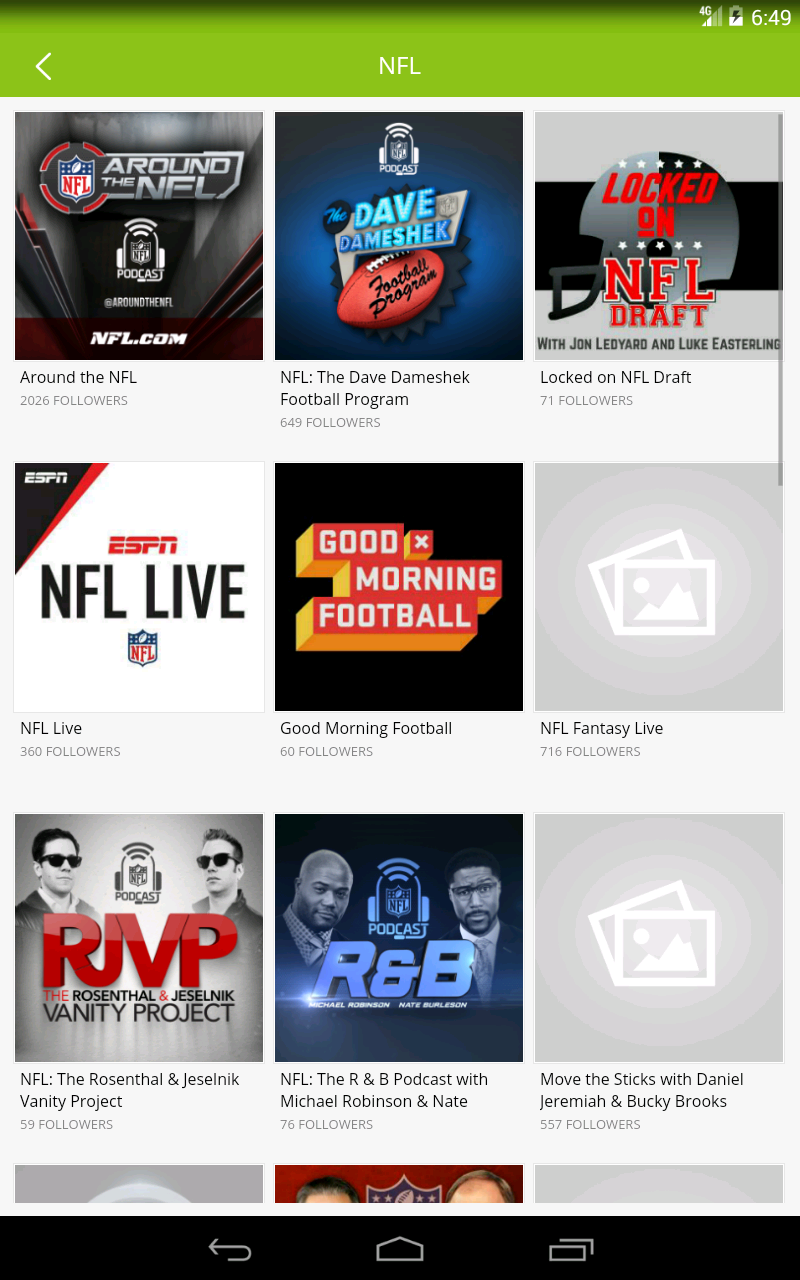 4G 6:49
NFL
AROUND
THE NFL
NFL
NFL
PODCAST
@AROUNDTHENFL
NFL.COM
Around the NFL
2026 FOLLOWERS
NFL
PODCAST
The DAVE
DAMESHEK
Football
Program
NFL: The Dave Dameshek
Football Program
649 FOLLOWERS
LOCKED
ON
NFL
DRAFT
WITH JON LEDYARD AND LUKE EASTERLING
Locked on NFL Draft
71 FOLLOWERS
ESPN
ESPN
NFL LIVE
NFL
NFL Live
360 FOLLOWERS
GOOD
MORNING
FOOTBALL
Good Morning Football
60 FOLLOWERS
NFL Fantasy Live
716 FOLLOWERS
NFL
PODCAST
RJVP
THE ROSENTHAL & JESELNIK
VANITY PROJECT
NFL: The Rosenthal & Jeselnik
Vanity Project
59 FOLLOWERS
NFL
PODCAST
R&B
MICHAEL ROBINSON NATE BURLESON
NFL: The R & B Podcast with
Michael Robinson & Nate
76 FOLLOWERS
Move the Sticks with Daniel
Jeremiah & Bucky Brooks
557 FOLLOWERS